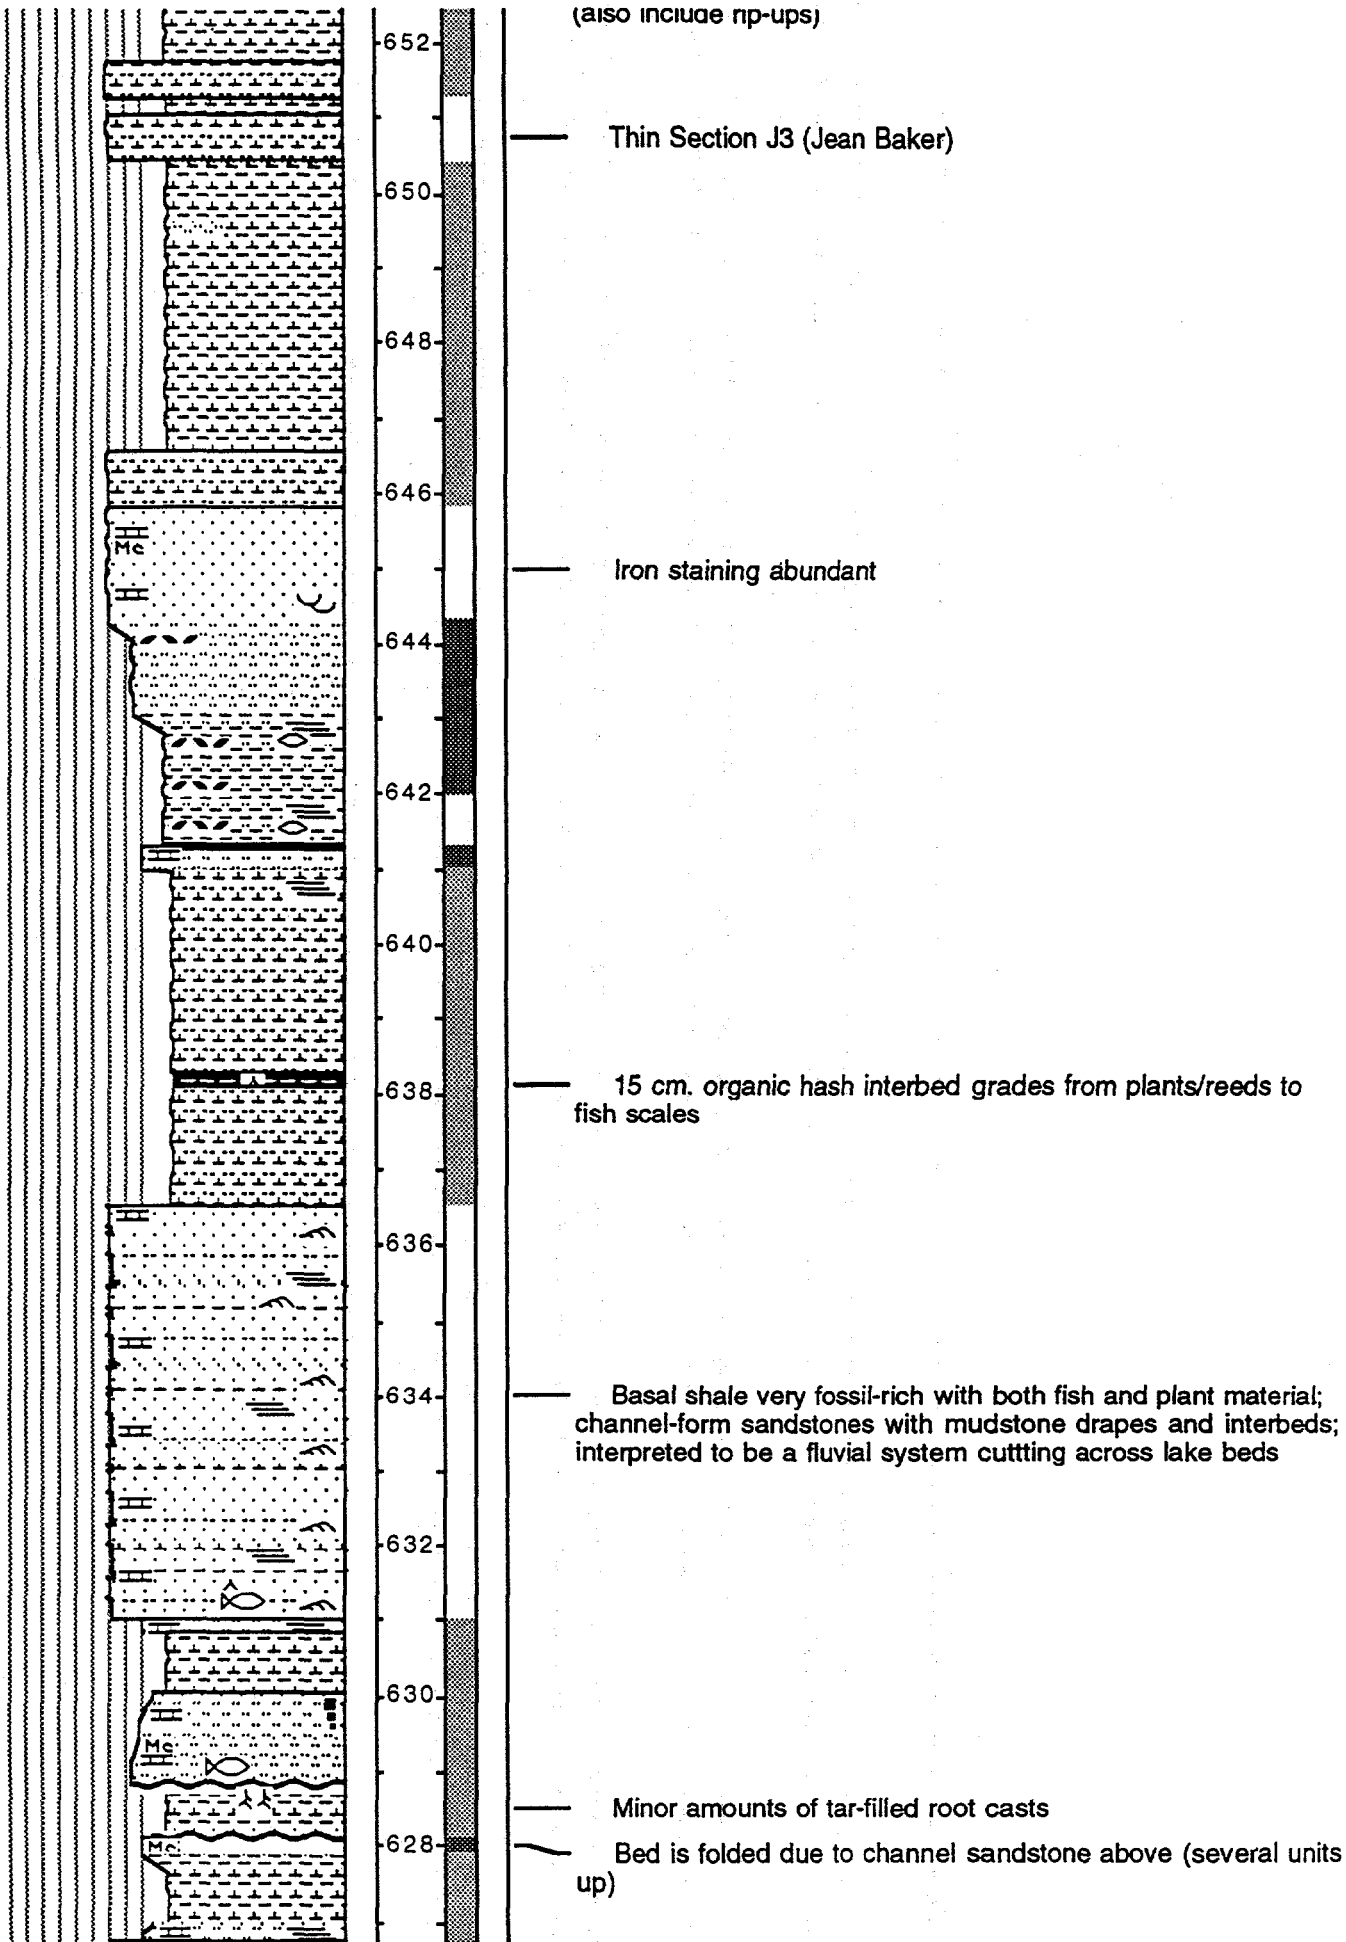 (also include rip-ups)
652
Thin Section J3 (Jean Baker)
650
648
646
Mc
Iron staining abundant
644
642
640
638
15 cm. organic hash interbed grades from plants/reeds to
fish scales
636
634
Basal shale very fossil-rich with both fish and plant material;
channel-form sandstones with mudstone drapes and interbeds;
interpreted to be a fluvial system cuttting across lake beds
632
630
Mc
Minor amounts of tar-filled root casts
628
Mc
Bed is folded due to channel sandstone above (several units
up)